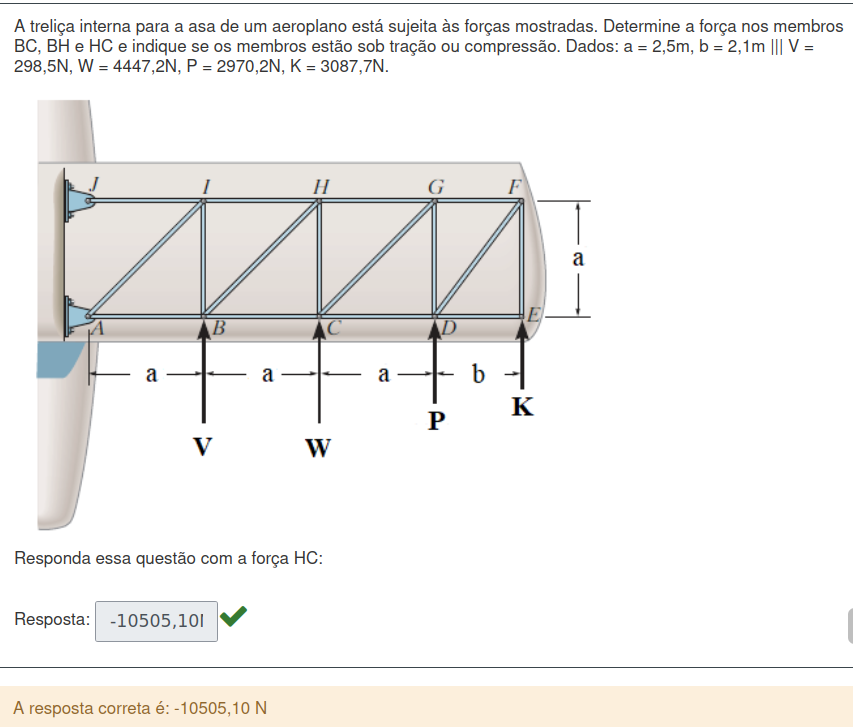 A treliça interna para a asa de um aeroplano está sujeita às forças mostradas. Determine a força nos membros
BC, BH e HC e indique se os membros estão sob tração ou compressão. Dados: a = 2,5m, b = 2,1m ||| V =
298,5N, W = 4447,2N, P = 2970,2N, K = 3087,7N.
J I H G F
a
A B C D E
a a a b
K
P
V W
Responda essa questão com a força HC:
Resposta: -10505,10
A resposta correta é: -10505,10 N